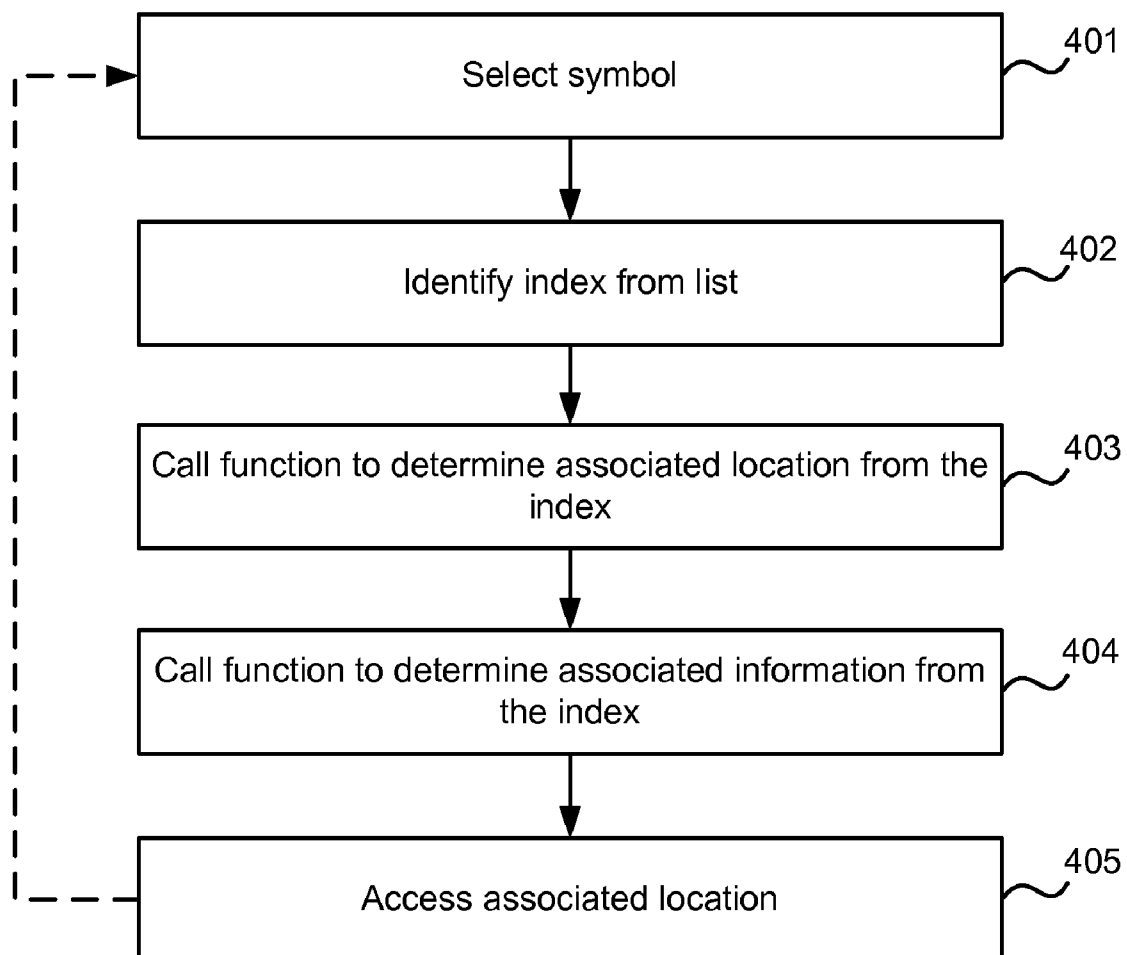 Select symbol
401
Identify index from list
402
Call function to determine associated location from the
index
403
Call function to determine associated information from
the index
404
Access associated location
405